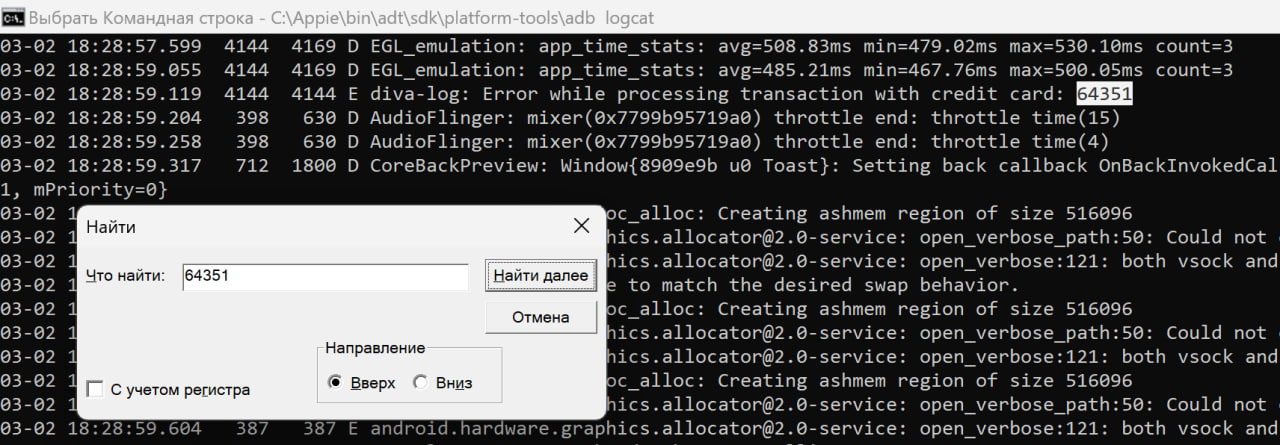 Выбрать Командная строка - C:\Appie\bin\adt\sdk\platform-tools\adb logcat
03-02 18:28:57.599 4144 4169 D EGL_emulation: app_time_stats: avg=508.83ms min=479.02ms max=530.10ms count=3
03-02 18:28:59.055 4144 4169 D EGL_emulation: app_time_stats: avg=485.21ms min=467.76ms max=500.05ms count=3
03-02 18:28:59.119 4144 4144 E diva-log: Error while processing transaction with credit card: 64351
03-02 18:28:59.204 398 630 D AudioFlinger: mixer(0x7799b95719a0) throttle end: throttle time(15)
03-02 18:28:59.258 398 630 D AudioFlinger: mixer(0x7799b95719a0) throttle end: throttle time(4)
03-02 18:28:59.317 712 1800 D CoreBackPreview: Window{8909e9b u0 Toast}: Setting back callback OnBackInvokedCal
1, mPriority=0}
03-02 1 oc_alloc: Creating ashmem region of size 516096
03-02 1 hics.allocator@2.0-service: open_verbose_path:50: Could not
03-02 1 hics.allocator@2.0-service: open_verbose:121: both vsock and
03-02 1 e to match the desired swap behavior.
03-02 1 oc_alloc: Creating ashmem region of size 516096
03-02 1 hics.allocator@2.0-service: open_verbose_path:50: Could not
03-02 1 hics.allocator@2.0-service: open_verbose:121: both vsock and
03-02 1 oc_alloc: Creating ashmem region of size 516096
03-02 1 hics.allocator@2.0-service: open_verbose_path:50: Could not
03-02 18:28:59.604 387 387 E android.hardware.graphics.allocator@2.0-service: open_verbose:121: both vsock and
Найти
Что найти: 64351
Найти далее
Отмена
Направление
Вверх Вниз
С учетом регистра